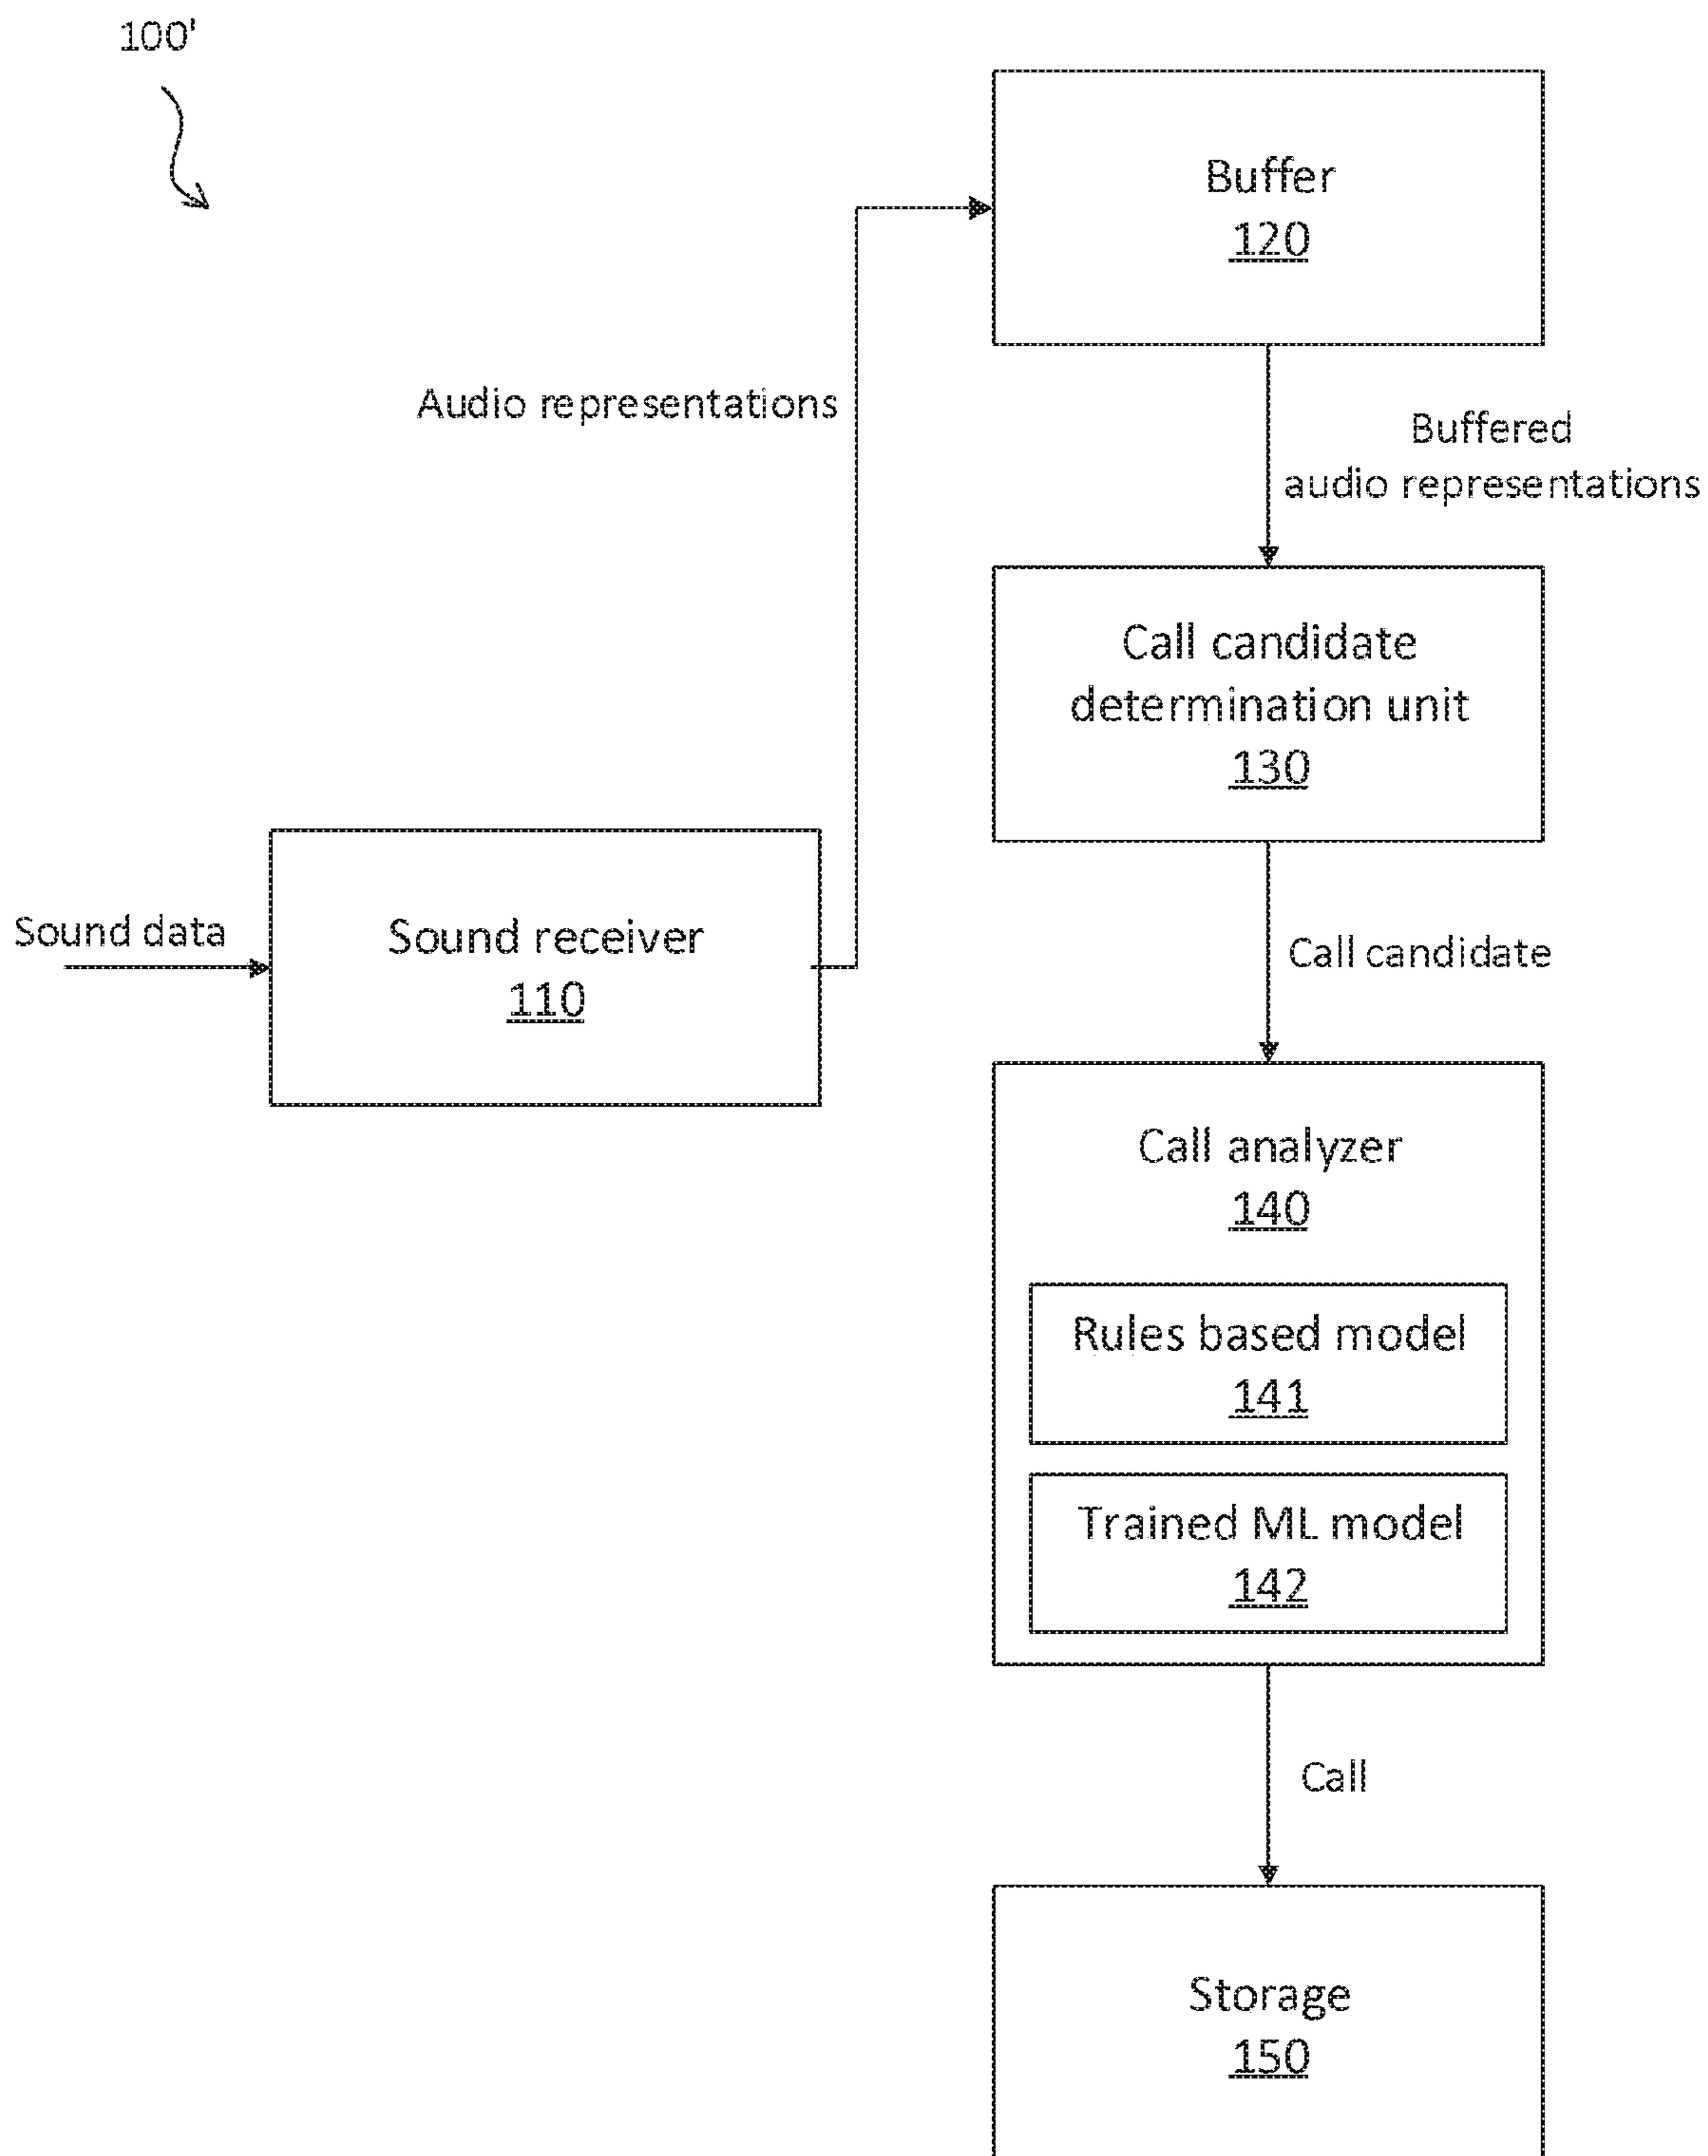 100'
Buffer
120
Audio representations
Buffered
audio representations
Call candidate
determination unit
130
Sound data
Sound receiver
110
Call candidate
Call analyzer
140
Rules based model
141
Trained ML model
142
Call
Storage
150